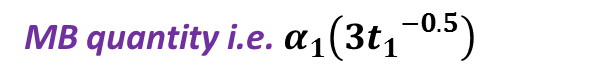 MB quantity i.e. α₁(3t₁⁻⁰·⁵)